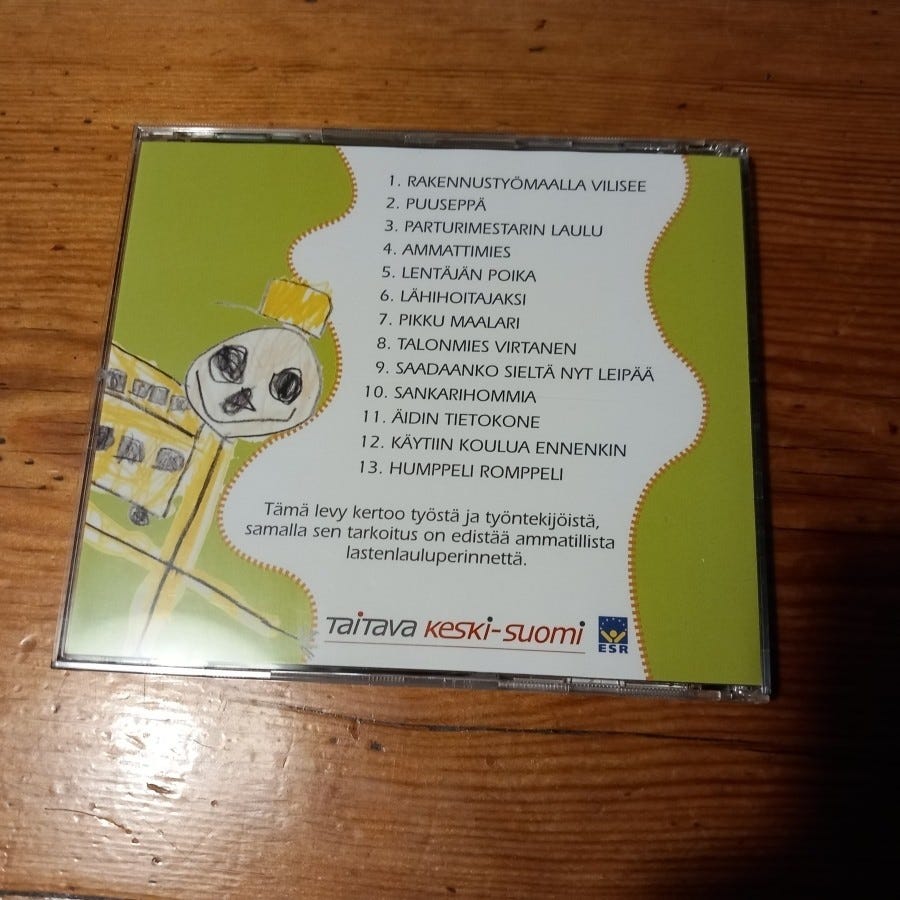 1. RAKENNUSTYÖMAALLA VILISEE
2. PUUSEPPÄ
3. PARTURIMESTARIN LAULU
4. AMMATTIMIES
5. LENTÄJÄN POIKA
6. LÄHIHOITAJAKSI
7. PIKKU MAALARI
8. TALONMIES VIRTANEN
9. SAADAANKO SIELTÄ NYT LEIPÄÄ
10. SANKARIHOMMIA
11. ÄIDIN TIETOKONE
12. KÄYTIIN KOULUA ENNENKIN
13. HUMPPELI ROMPPELI
Tämä levy kertoo työstä ja työntekijöistä,
samalla sen tarkoitus on edistää ammatillista
lastenlauluperinnettä.
TaiTava Keski-Suomi
ESR